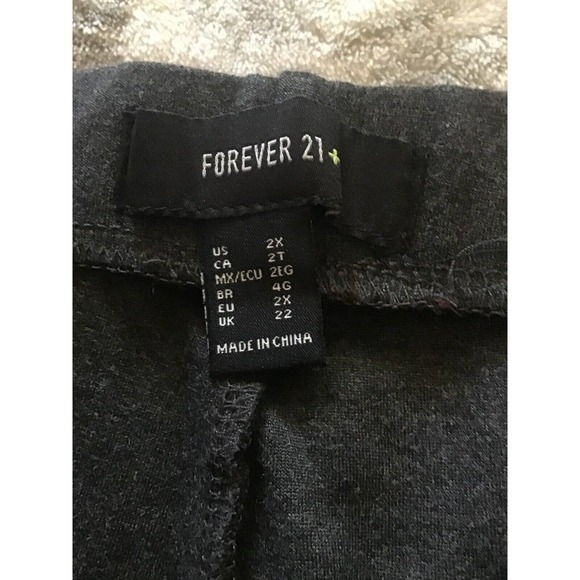 FOREVER 21+
US 2X
CA 2T
MX/ECU 2EG
BR 4G
EU 2X
UK 22
MADE IN CHINA